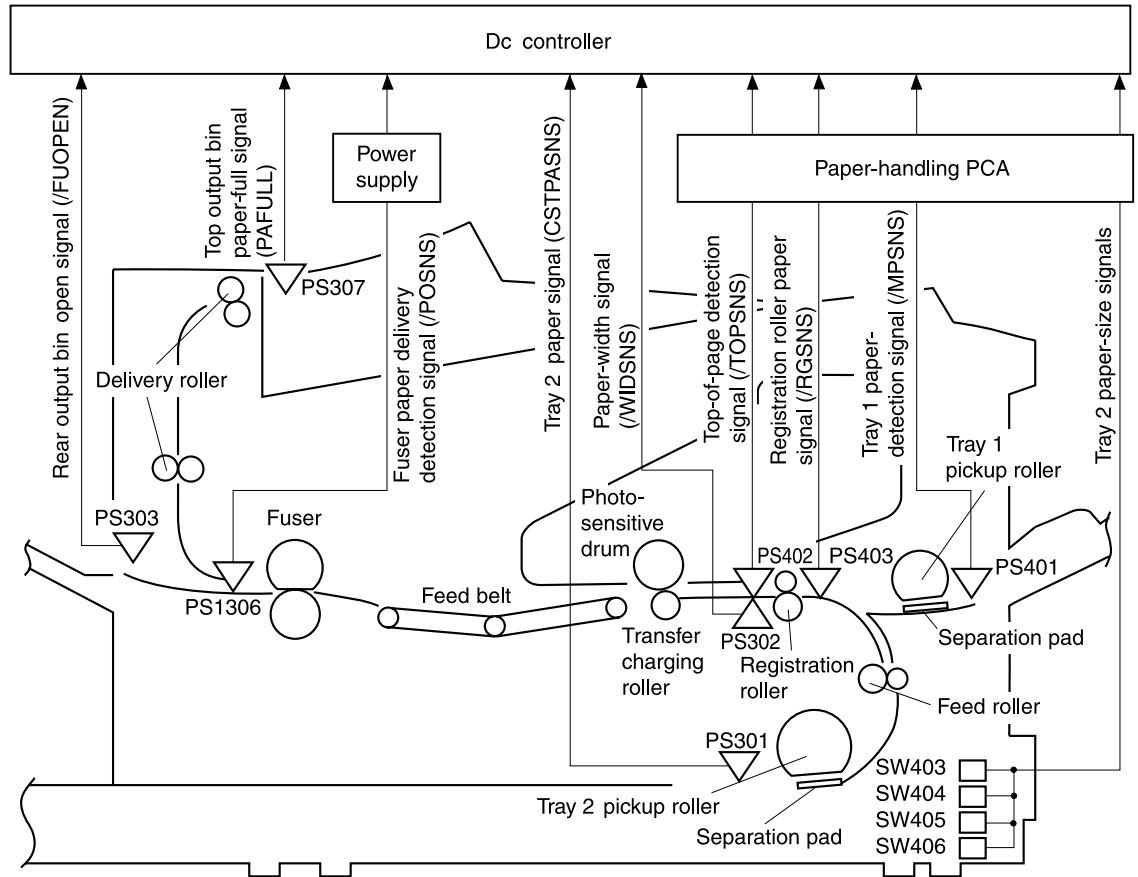 Dc controller
Rear output bin open signal (/FUOPEN)
Top output bin
paper-full signal
(PAFULL)
Power
supply
Fuser paper delivery
detection signal (/POSNS)
Tray 2 paper signal (CSTPASNS)
Paper-width signal
(/WIDSNS)
Top-of-page detection
signal (/TOPSNS)
Registration roller paper
signal (/RGSNS)
Paper-handling PCA
Tray 1 paper-
detection signal (/MPSNS)
Tray 2 paper-size signals
PS307
Delivery roller
Tray 1
pickup roller
PS303
Fuser
Photo-
sensitive
drum
PS402
PS403
PS401
PS1306
Feed belt
Transfer
charging
roller
PS302
Registration
roller
Separation pad
Feed roller
PS301
Tray 2 pickup roller
Separation pad
SW403
SW404
SW405
SW406